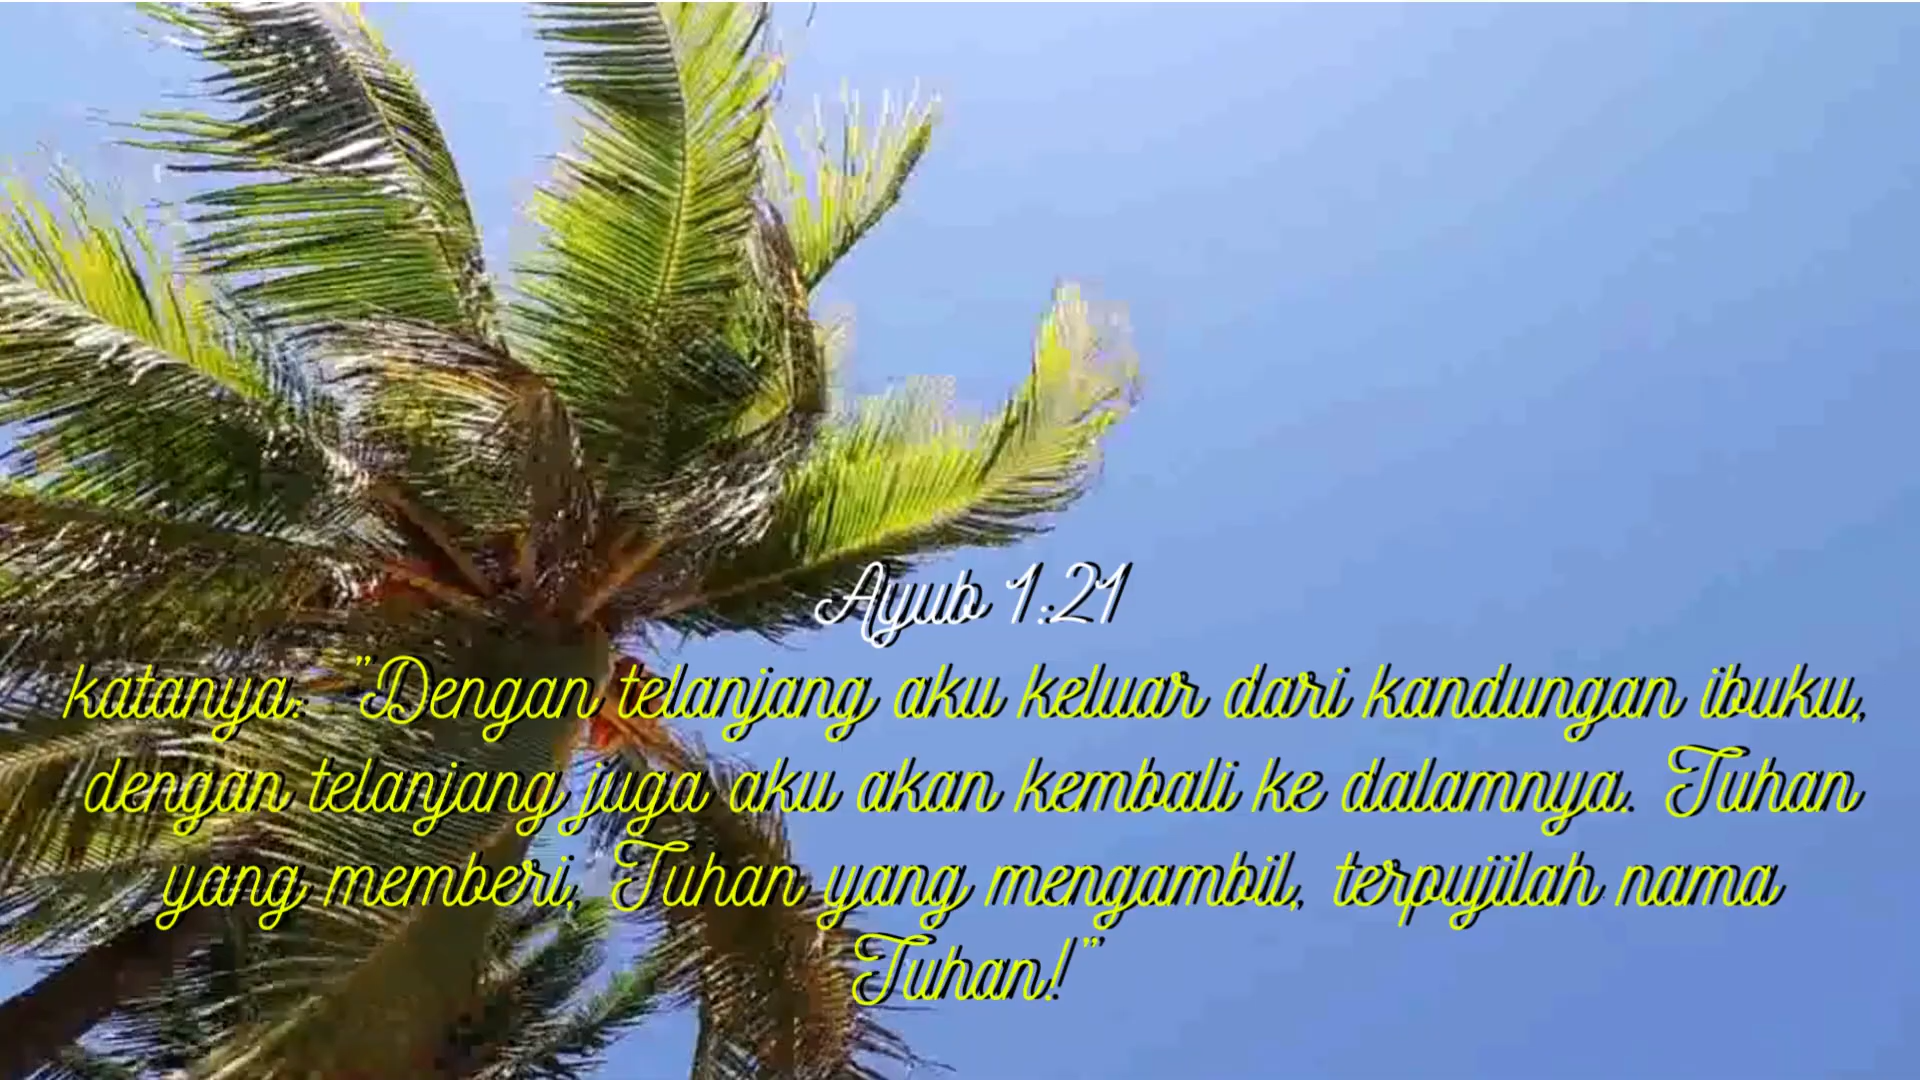 Ayub 1:21
katanya: "Dengan telanjang aku keluar dari kandungan ibuku,
dengan telanjang juga aku akan kembali ke dalamnya. Tuhan
yang memberi, Tuhan yang mengambil, terpujilah nama
Tuhan!"